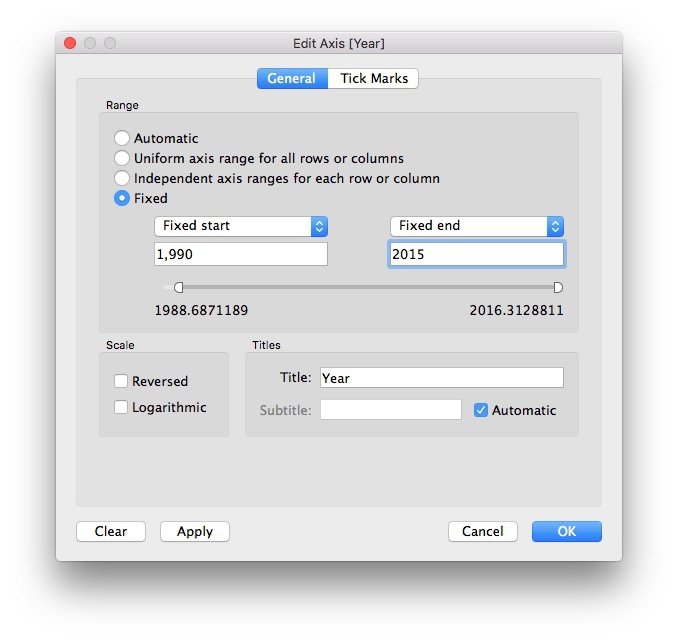 Edit Axis [Year]
General Tick Marks
Range
Automatic
Uniform axis range for all rows or columns
Independent axis ranges for each row or column
Fixed
Fixed start Fixed end
1,990 2015
1988.6871189 2016.3128811
Scale Titles
Reversed Title: Year
Logarithmic Subtitle: Automatic
Clear Apply Cancel OK